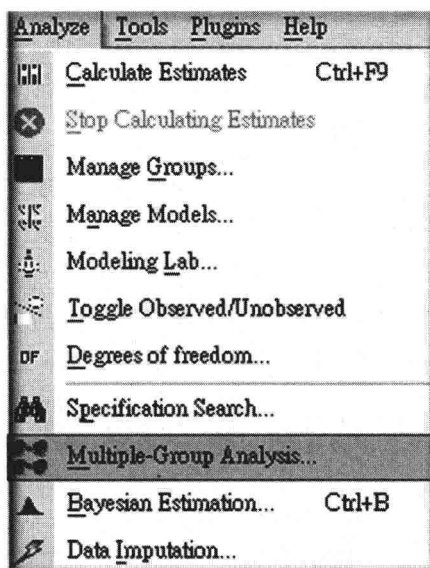 Analyze Tools Plugins Help
Calculate Estimates Ctrl+F9
Stop Calculating Estimates
Manage Groups...
Manage Models...
Modeling Lab...
Toggle Observed/Unobserved
DF Degrees of freedom...
Specification Search...
Multiple-Group Analysis...
Bayesian Estimation... Ctrl+B
Data Imputation...